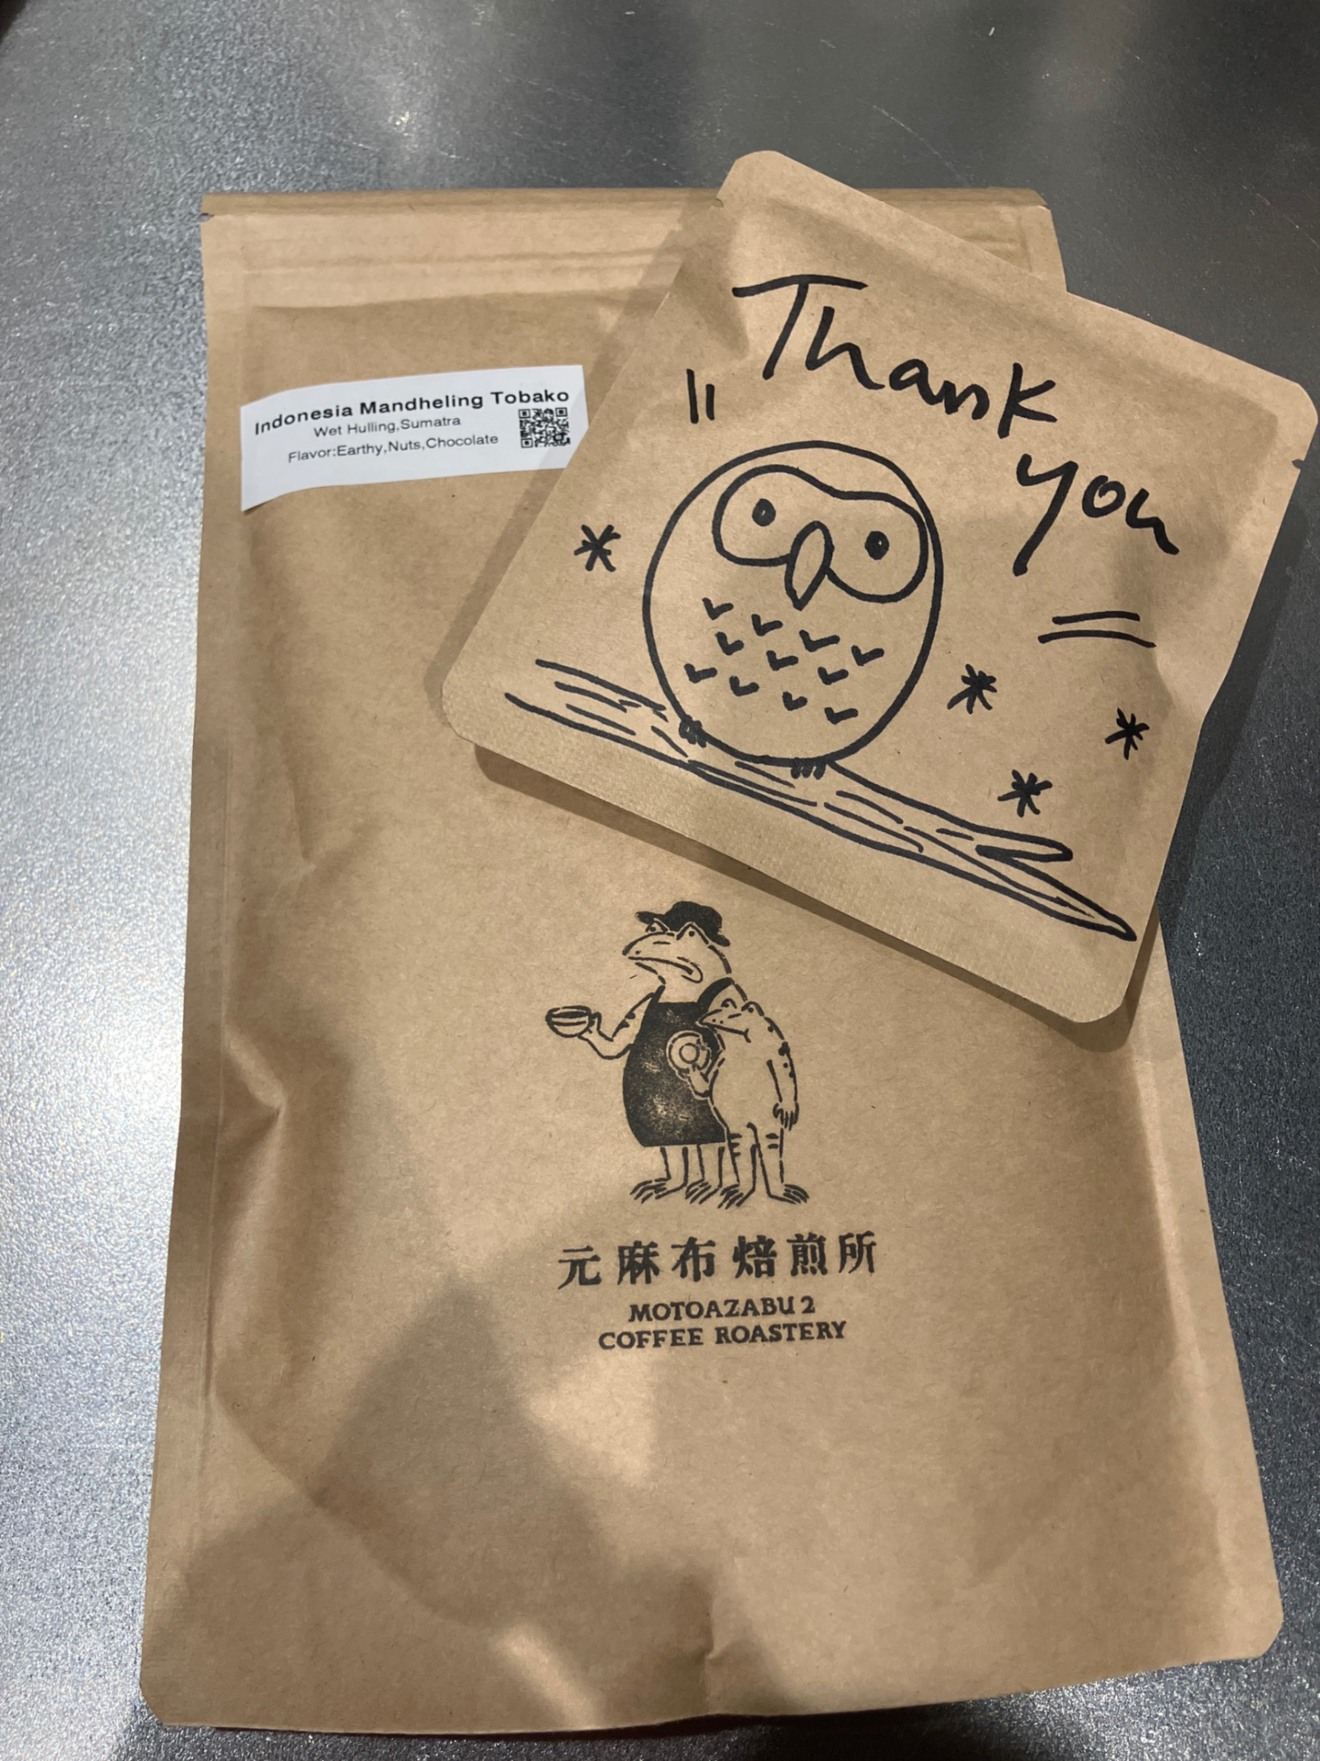 Thank
you
Indonesia Mandheling Tobako
Wet Hulling,Sumatra
Flavor:Earthy,Nuts,Chocolate
元麻布焙煎所
MOTOAZABU 2
COFFEE ROASTERY